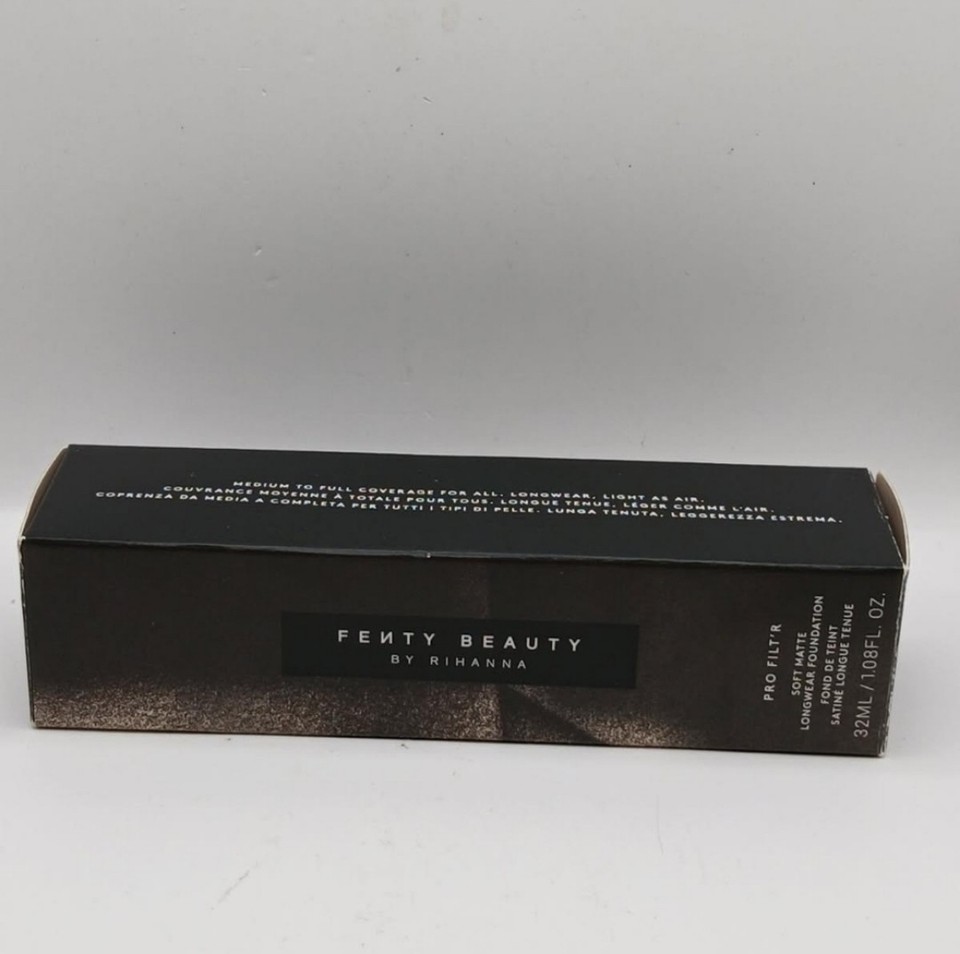 MEDIUM TO FULL COVERAGE FOR ALL. LONGWEAR, LIGHT AS AIR.
COUVRANCE MOYENNE À TOTALE POUR TOUS. LONGUE TENUE, LÉGER COMME L'AIR.
COPRENZA DA MEDIA A COMPLETA PER TUTTI I TIPI DI PELLE. LUNGA TENUTA, LEGGEREZZA ESTREMA.
FEИTY BEAUTY
BY RIHANNA
PRO FILT'R
SOFT MATTE
LONGWEAR FOUNDATION
FOND DE TEINT
SATINÉ LONGUE TENUE
32ML / 1.08FL. OZ.